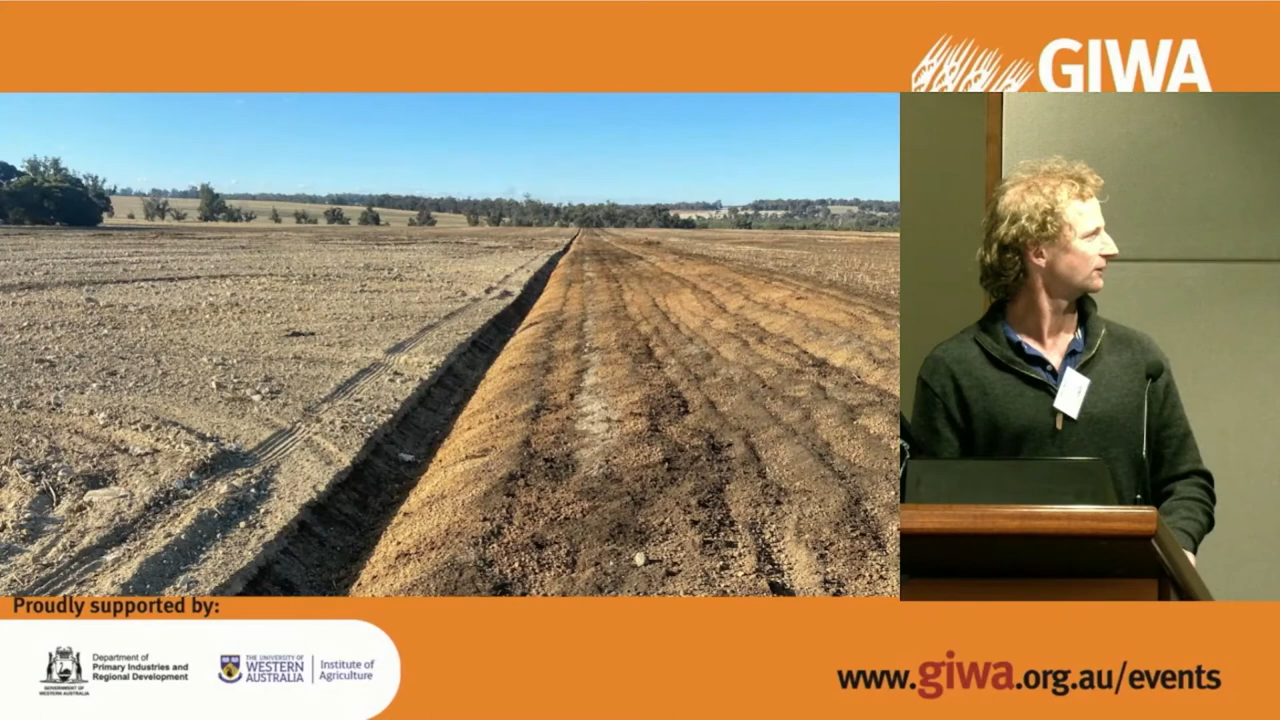 GIWA
Proudly supported by:
Department of
Primary Industries and
Regional Development
GOVERNMENT OF
WESTERN AUSTRALIA
THE UNIVERSITY OF
WESTERN
AUSTRALIA
Institute of
Agriculture
www.giwa.org.au/events